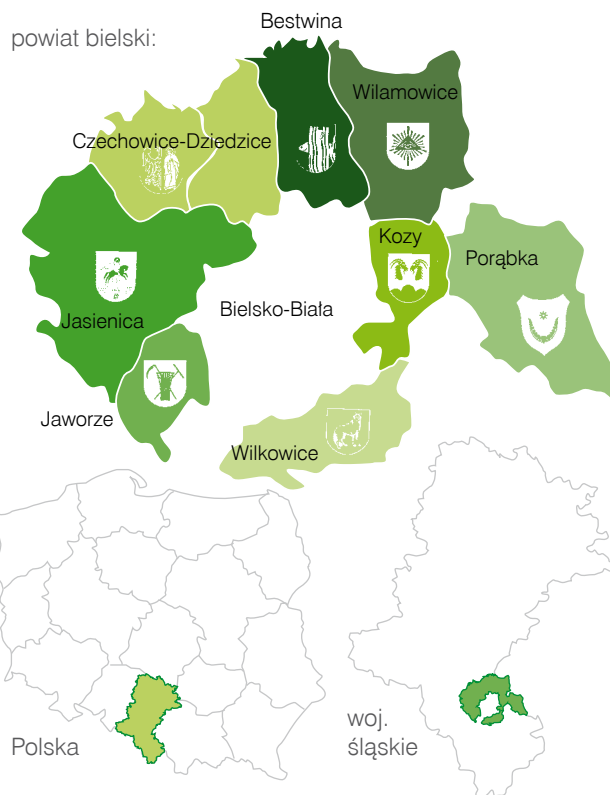 powiat bielski:
Bestwina
Wilamowice
Czechowice-Dziedzice
Kozy
Porąbka
Bielsko-Biała
Jasienica
Jaworze
Wilkowice
Polska
woj.
śląskie